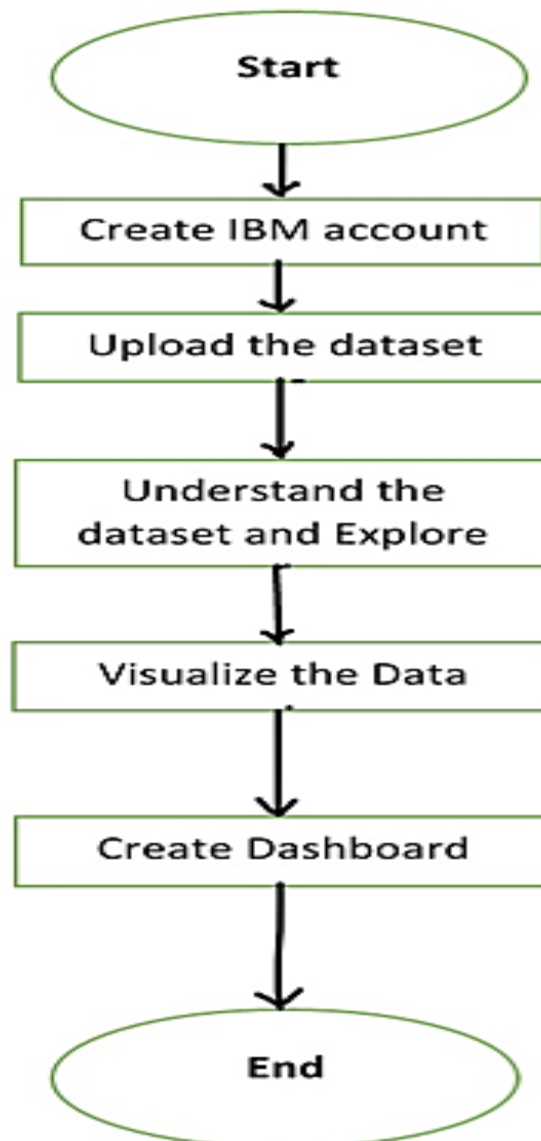 Start
Create IBM account
Upload the dataset
Understand the
dataset and Explore
Visualize the Data
Create Dashboard
End